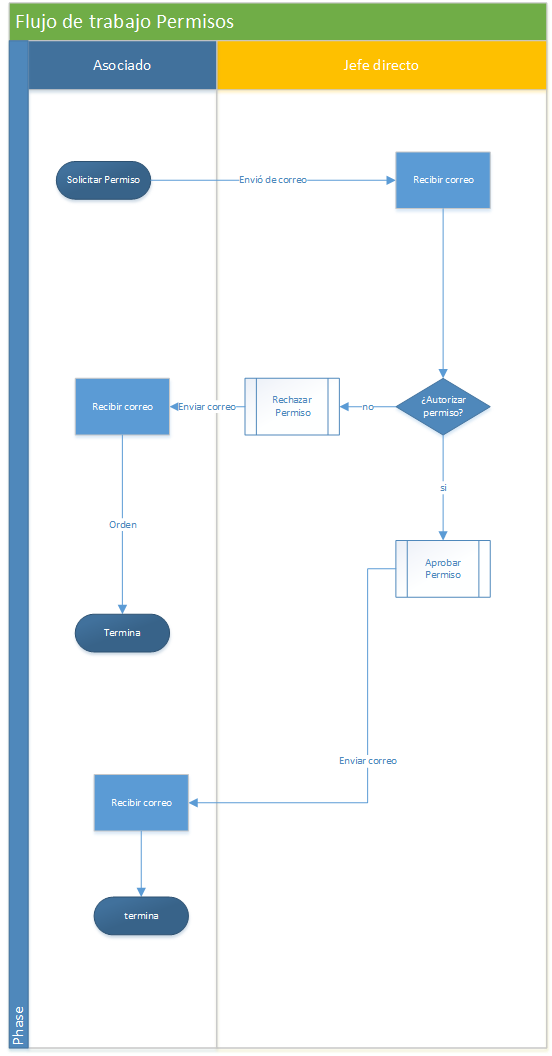 Flujo de trabajo Permisos
Asociado
Jefe directo
Solicitar Permiso
Envió de correo
Recibir correo
Recibir correo
Enviar correo
Rechazar
Permiso
no
¿Autorizar
permiso?
si
Orden
Aprobar
Permiso
Termina
Enviar correo
Recibir correo
termina
Phase